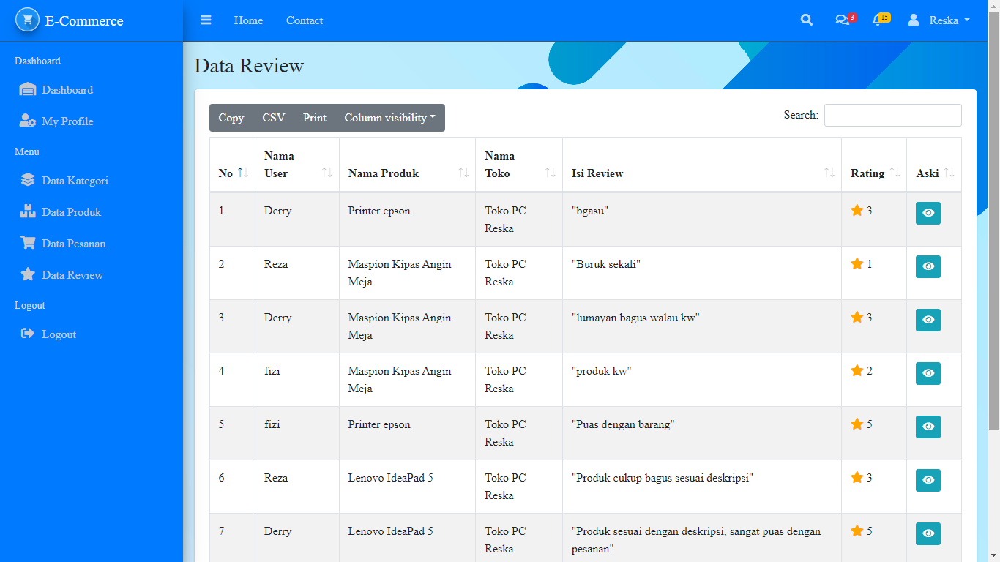 E-Commerce
Home
Contact
3
15
Reska
Dashboard
Dashboard
My Profile
Menu
Data Kategori
Data Produk
Data Pesanan
Data Review
Logout
Logout
Data Review
Copy CSV Print Column visibility
Search:
No
Nama
User
Nama Produk
Nama
Toko
Isi Review
Rating
Aski
1 Derry Printer epson Toko PC "bgasu" 3
Reska
2 Reza Maspion Kipas Angin Toko PC "Buruk sekali" 1
Meja Reska
3 Derry Maspion Kipas Angin Toko PC "lumayan bagus walau kw" 3
Meja Reska
4 fizi Maspion Kipas Angin Toko PC "produk kw" 2
Meja Reska
5 fizi Printer epson Toko PC "Puas dengan barang" 5
Reska
6 Reza Lenovo IdeaPad 5 Toko PC "Produk cukup bagus sesuai deskripsi" 3
Reska
7 Derry Lenovo IdeaPad 5 Toko PC "Produk sesuai dengan deskripsi, sangat puas dengan 5
Reska pesanan"